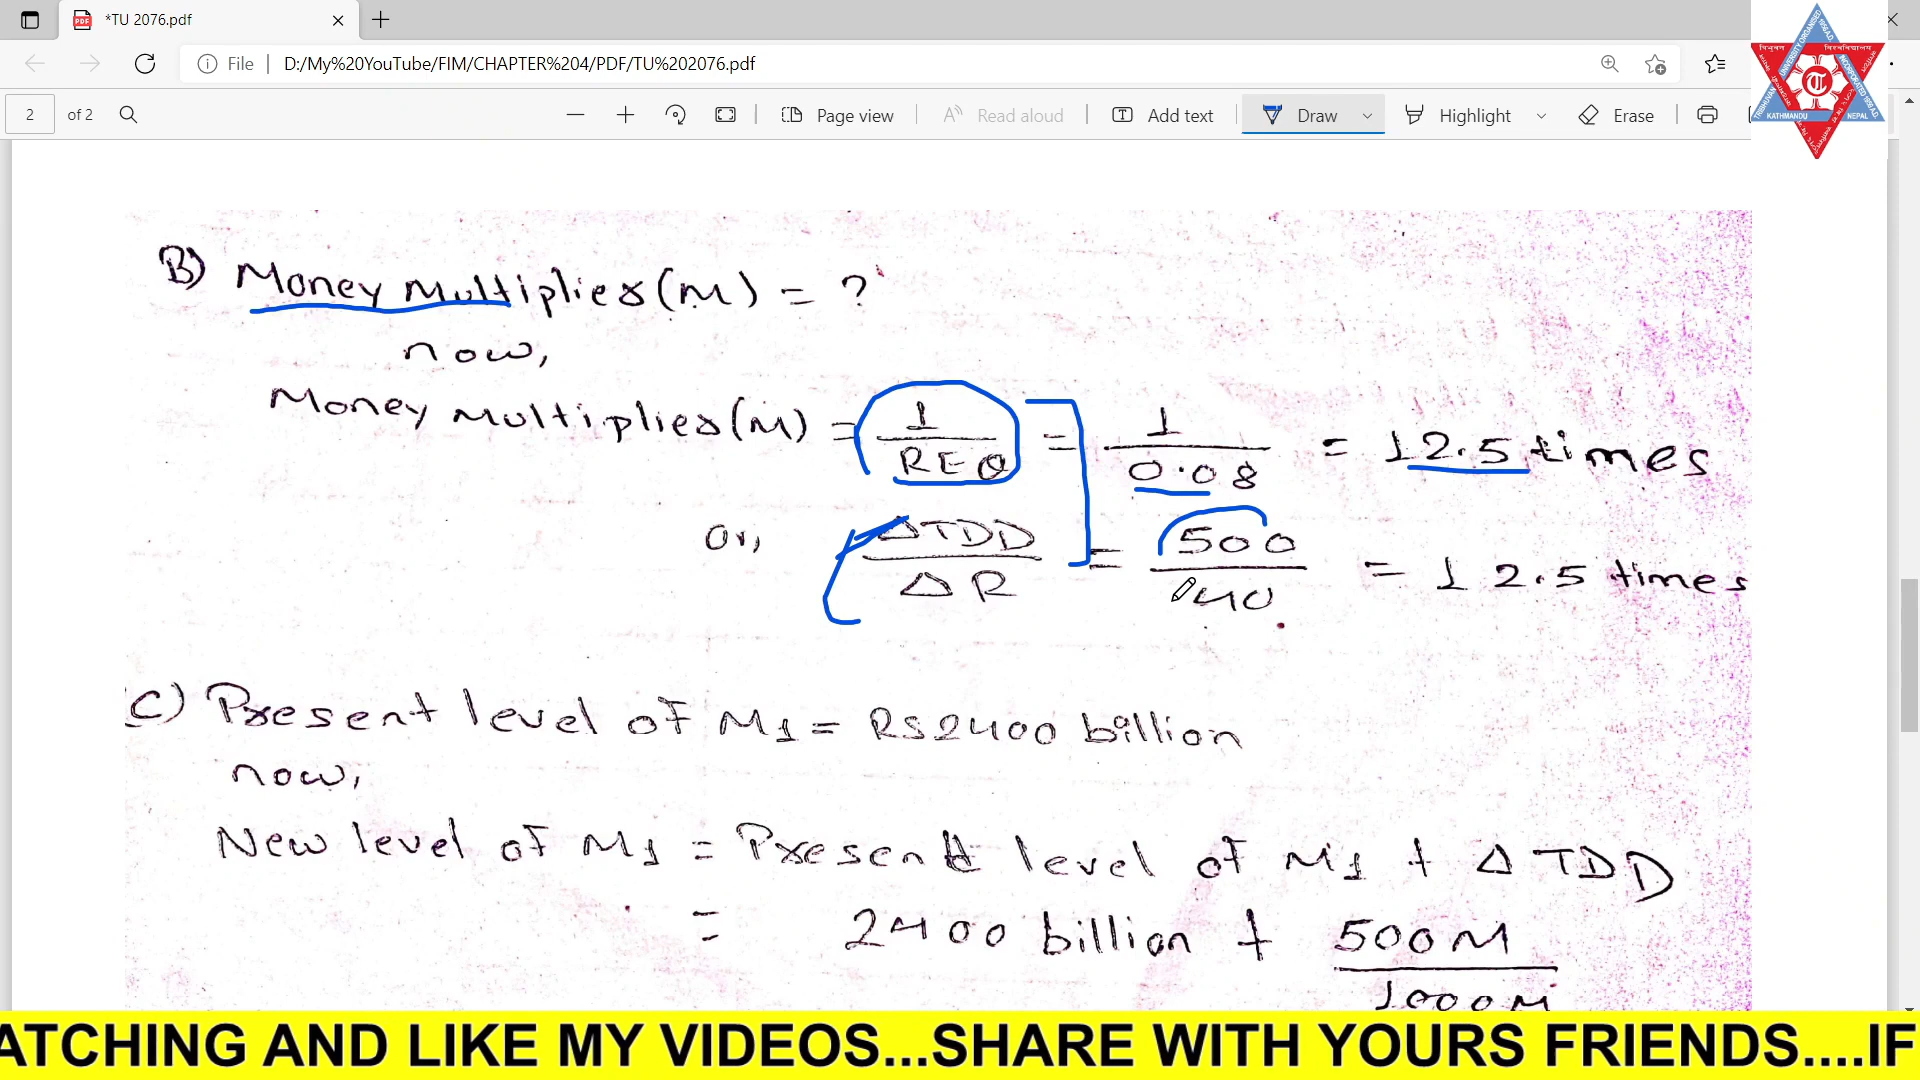 *TU 2076.pdf
File D:/My%20YouTube/FIM/CHAPTER%204/PDF/TU%202076.pdf
2 of 2 Page view Read aloud Add text Draw Highlight Erase
KATHMANDU NEPAL
B) Money Multiplier (m) = ?
now,
Money Multiplier (m) = 1/REQ = 1/0.08 = 12.5 times
Or, ΔTDD/ΔR = 500/40 = 12.5 times
C) Present level of M1 = RS 2400 billion
now,
New level of M1 = Present level of M1 + ΔTDD
= 2400 billion + 500M/1000M
ATCHING AND LIKE MY VIDEOS...SHARE WITH YOURS FRIENDS....IF